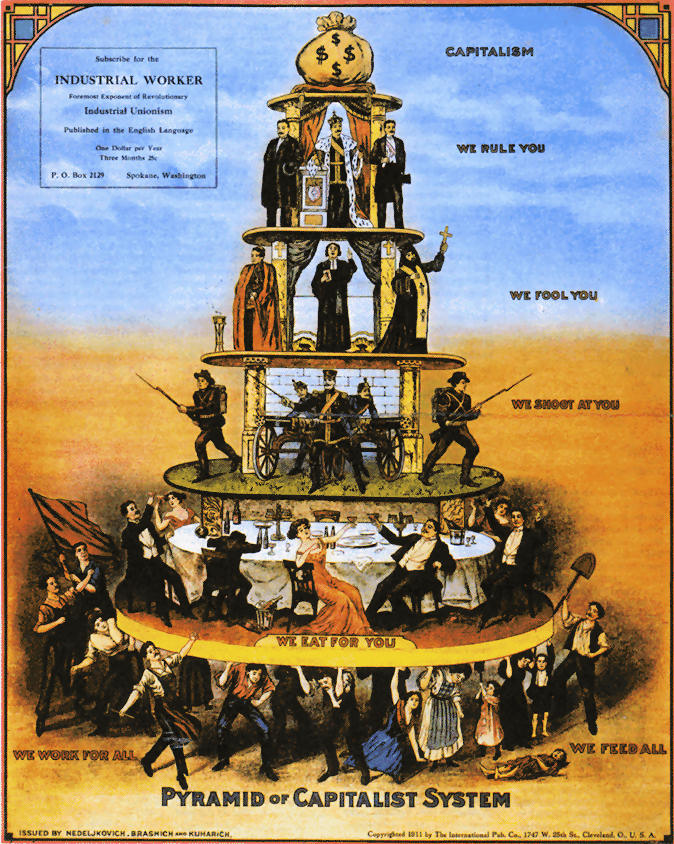 Subscribe for the
INDUSTRIAL WORKER
Foremost Exponent of Revolutionary
Industrial Unionism
Published in the English Language
One Dollar per Year
Three Months 25c
P. O. Box 2129 Spokane, Washington
$ $ $ $
CAPITALISM
WE RULE YOU
WE FOOL YOU
WE SHOOT AT YOU
WE EAT FOR YOU
WE WORK FOR ALL
WE FEED ALL
PYRAMID OF CAPITALIST SYSTEM
ISSUED BY NEDELJKOVICH, BRASHICH AND KUHARICH.
Copyrighted 1911 by The International Pub. Co., 1747 W. 25th St., Cleveland, O., U. S. A.